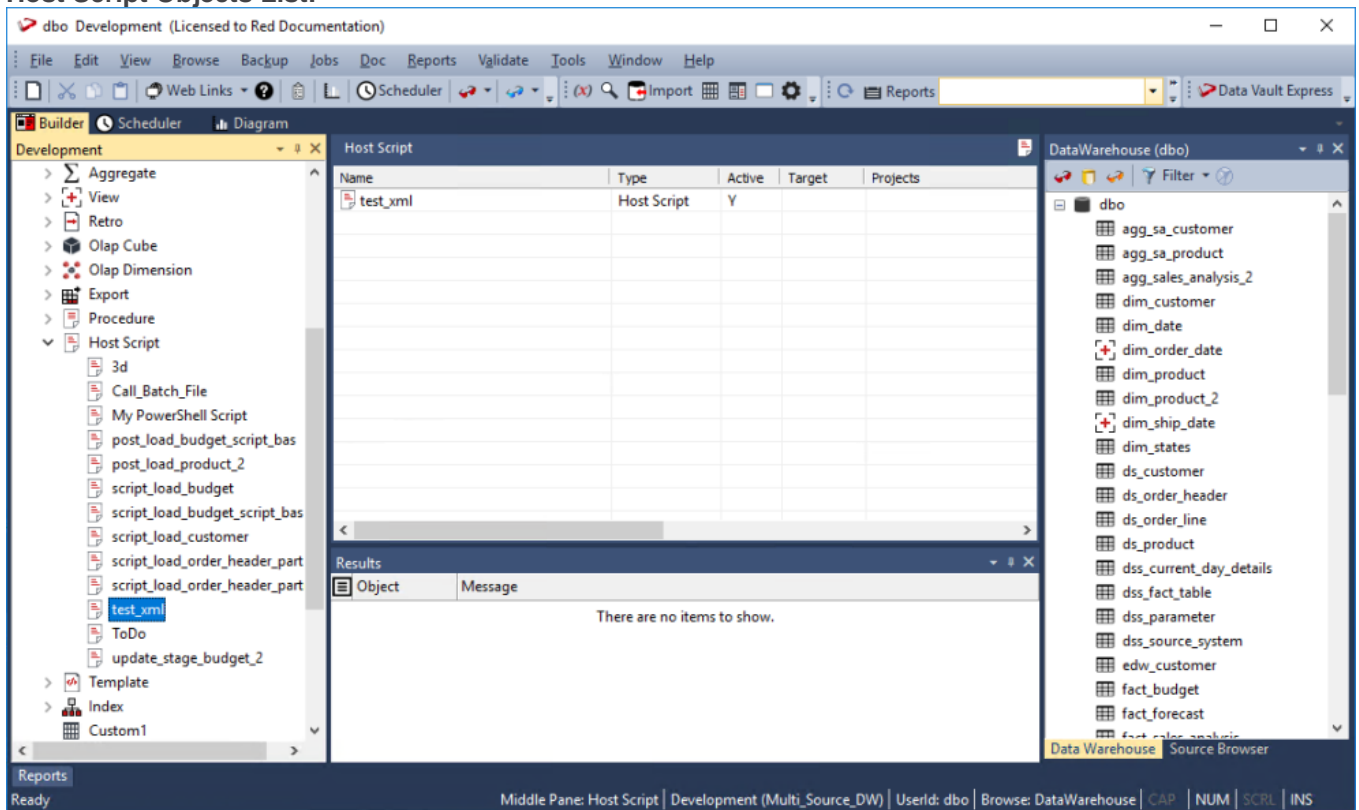 Host Script Objects List.
dbo Development (Licensed to Red Documentation)
File Edit View Browse Backup Jobs Doc Reports Validate Tools Window Help
Web Links Scheduler (x) Import Reports Data Vault Express
Builder Scheduler Diagram
Development
Aggregate
View
Retro
Olap Cube
Olap Dimension
Export
Procedure
Host Script
3d
Call_Batch_File
My PowerShell Script
post_load_budget_script_bas
post_load_product_2
script_load_budget
script_load_budget_script_bas
script_load_customer
script_load_order_header_part
script_load_order_header_part
test_xml
ToDo
update_stage_budget_2
Template
Index
Custom1
Host Script
Name Type Active Target Projects
test_xml Host Script Y
Results
Object Message
There are no items to show.
DataWarehouse (dbo)
Filter
dbo
agg_sa_customer
agg_sa_product
agg_sales_analysis_2
dim_customer
dim_date
dim_order_date
dim_product
dim_product_2
dim_ship_date
dim_states
ds_customer
ds_order_header
ds_order_line
ds_product
dss_current_day_details
dss_fact_table
dss_parameter
dss_source_system
edw_customer
fact_budget
fact_forecast
fact_sales_analysis
Data Warehouse Source Browser
Reports
Ready Middle Pane: Host Script Development (Multi_Source_DW) UserId: dbo Browse: DataWarehouse CAP NUM SCRL INS